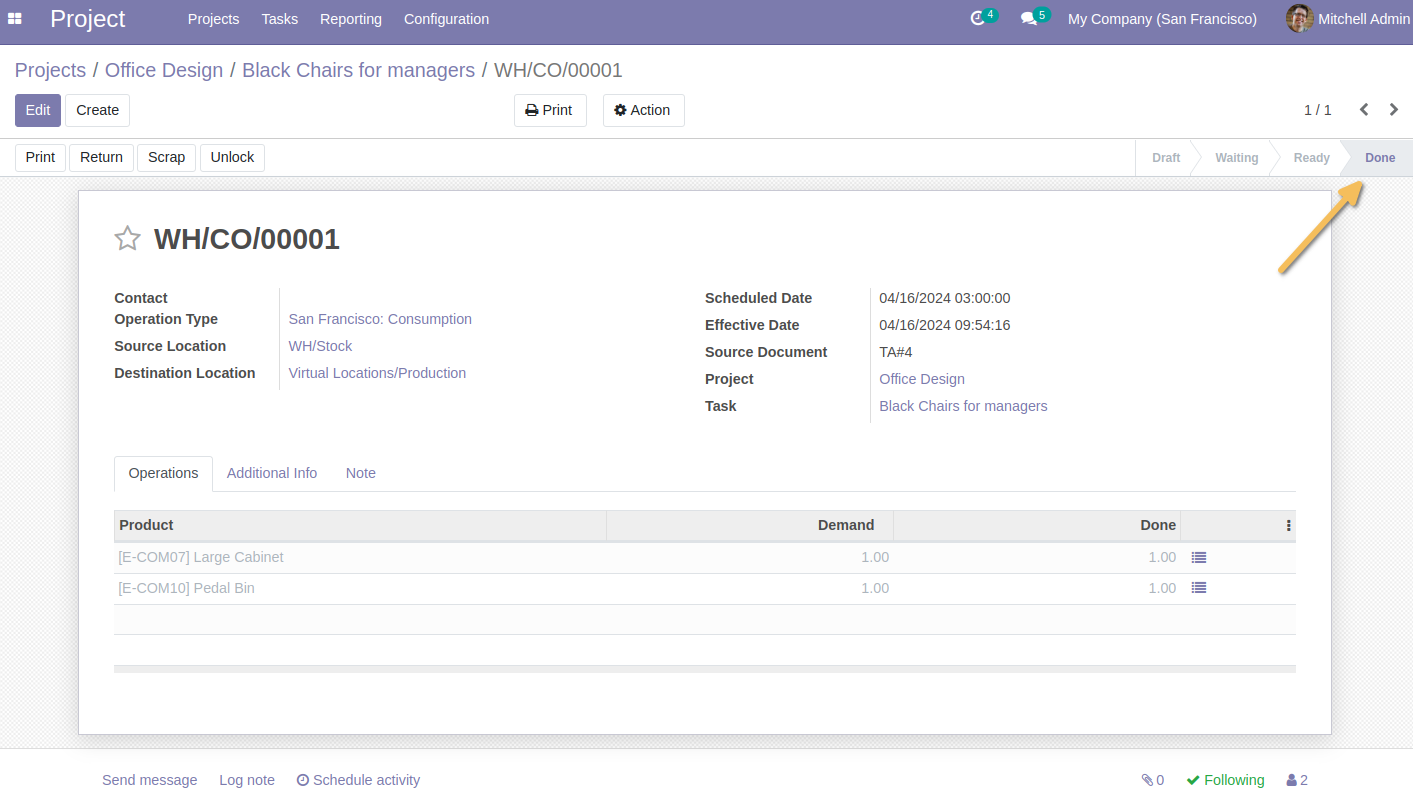 Project Projects Tasks Reporting Configuration 4 5 My Company (San Francisco) Mitchell Admin
Projects / Office Design / Black Chairs for managers / WH/CO/00001
Edit Create Print Action 1 / 1
Print Return Scrap Unlock Draft Waiting Ready Done
WH/CO/00001
Contact
Operation Type San Francisco: Consumption
Source Location WH/Stock
Destination Location Virtual Locations/Production
Scheduled Date 04/16/2024 03:00:00
Effective Date 04/16/2024 09:54:16
Source Document TA#4
Project Office Design
Task Black Chairs for managers
Operations Additional Info Note
Product Demand Done
[E-COM07] Large Cabinet 1.00 1.00
[E-COM10] Pedal Bin 1.00 1.00
Send message Log note Schedule activity 0 Following 2